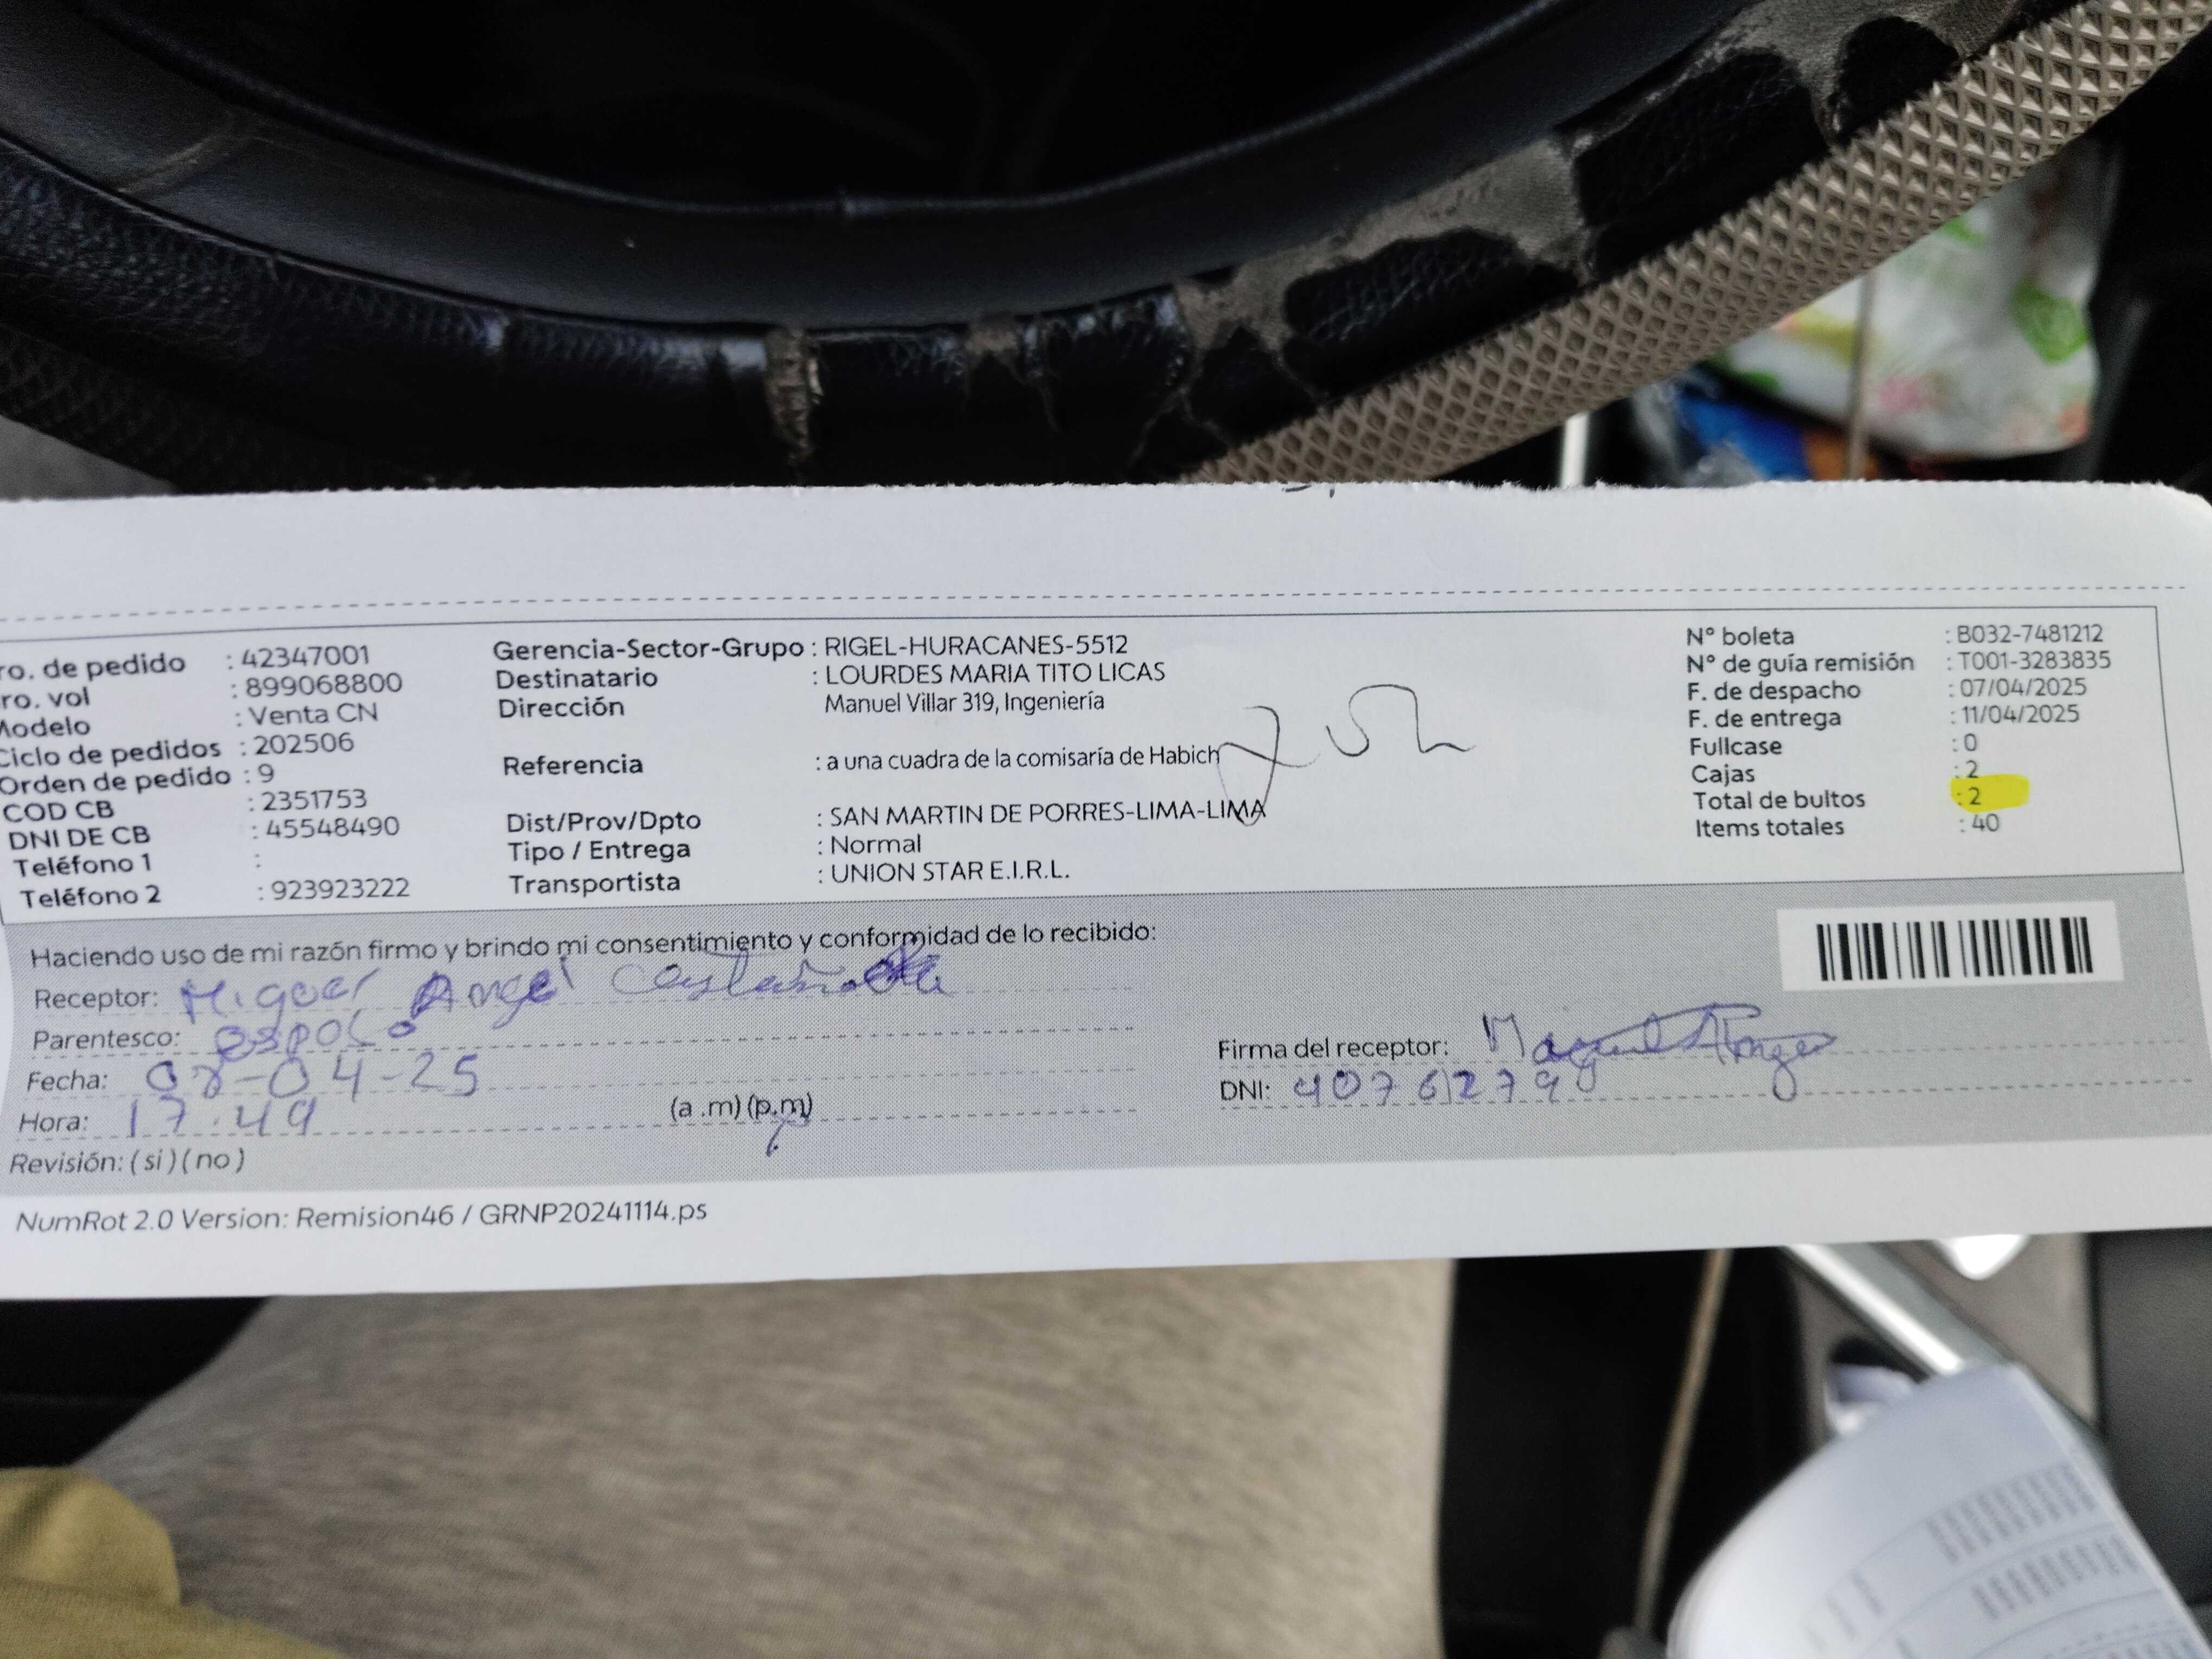 ro. de pedido : 42347001
ro. vol : 899068800
Modelo : Venta CN
Ciclo de pedidos : 202506
Orden de pedido : 9
COD CB : 2351753
DNI DE CB : 45548490
Teléfono 1 :
Teléfono 2 : 923923222
Gerencia-Sector-Grupo : RIGEL-HURACANES-5512
Destinatario : LOURDES MARIA TITO LICAS
Dirección Manuel Villar 319, Ingeniería
Referencia : a una cuadra de la comisaría de Habich
Dist/Prov/Dpto : SAN MARTIN DE PORRES-LIMA-LIMA
Tipo / Entrega : Normal
Transportista : UNION STAR E.I.R.L.
N° boleta : B032-7481212
N° de guía remisión : T001-3283835
F. de despacho : 07/04/2025
F. de entrega : 11/04/2025
Fullcase : 0
Cajas : 2
Total de bultos : 2
Items totales : 40
Haciendo uso de mi razón firmo y brindo mi consentimiento y conformidad de lo recibido:
Receptor: Miguel Angel
Parentesco: esposo
Fecha: 08-04-25
Hora: 17.49 (a .m) (p.m)
Revisión: ( si ) ( no )
Firma del receptor: Miguel Angel
DNI: 40761279
NumRot 2.0 Version: Remision46 / GRNP20241114.ps